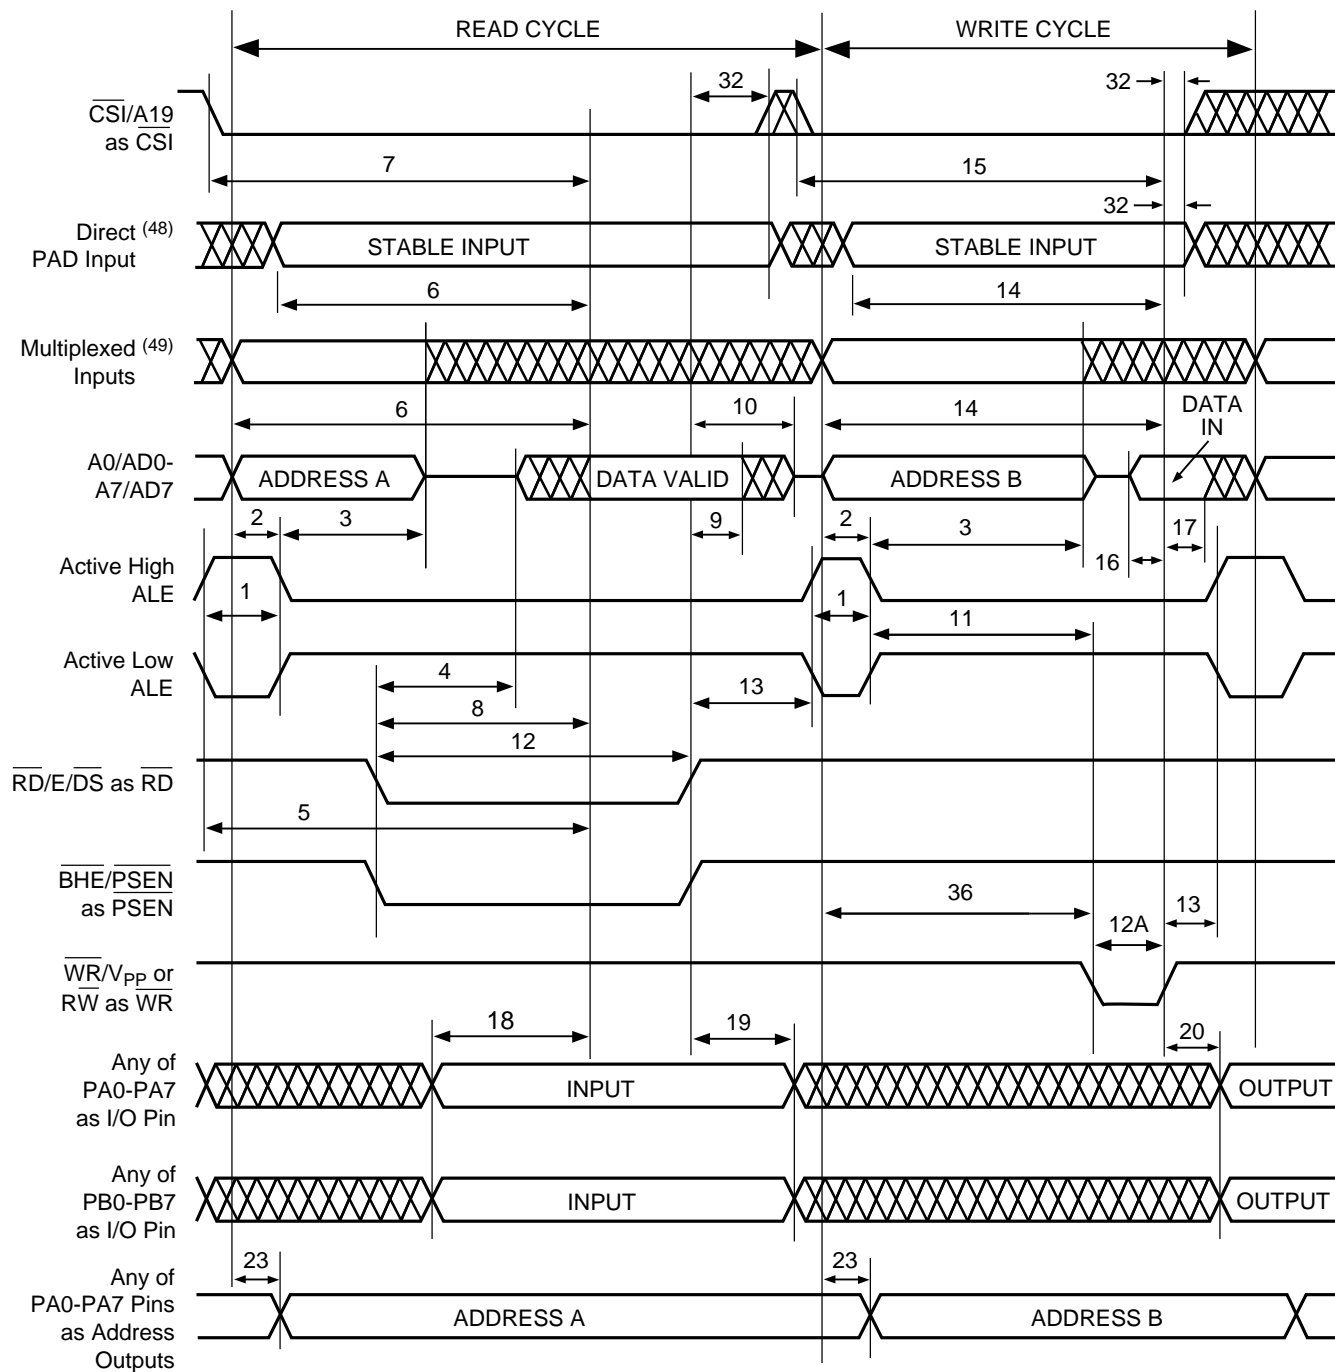 READ CYCLE
WRITE CYCLE
32
32
CSI/A19
as CSI
7
15
32
Direct (48)
PAD Input
STABLE INPUT
STABLE INPUT
6
14
Multiplexed (49)
Inputs
6
10
14
DATA
IN
A0/AD0-
A7/AD7
ADDRESS A
DATA VALID
ADDRESS B
2
3
9
2
3
17
16
Active High
ALE
1
1
11
Active Low
ALE
4
13
8
12
RD/E/DS as RD
5
BHE/PSEN
as PSEN
36
13
12A
WR/VPP or
RW as WR
18
19
20
Any of
PA0-PA7
as I/O Pin
INPUT
OUTPUT
Any of
PB0-PB7
as I/O Pin
INPUT
OUTPUT
23
23
Any of
PA0-PA7 Pins
as Address
Outputs
ADDRESS A
ADDRESS B